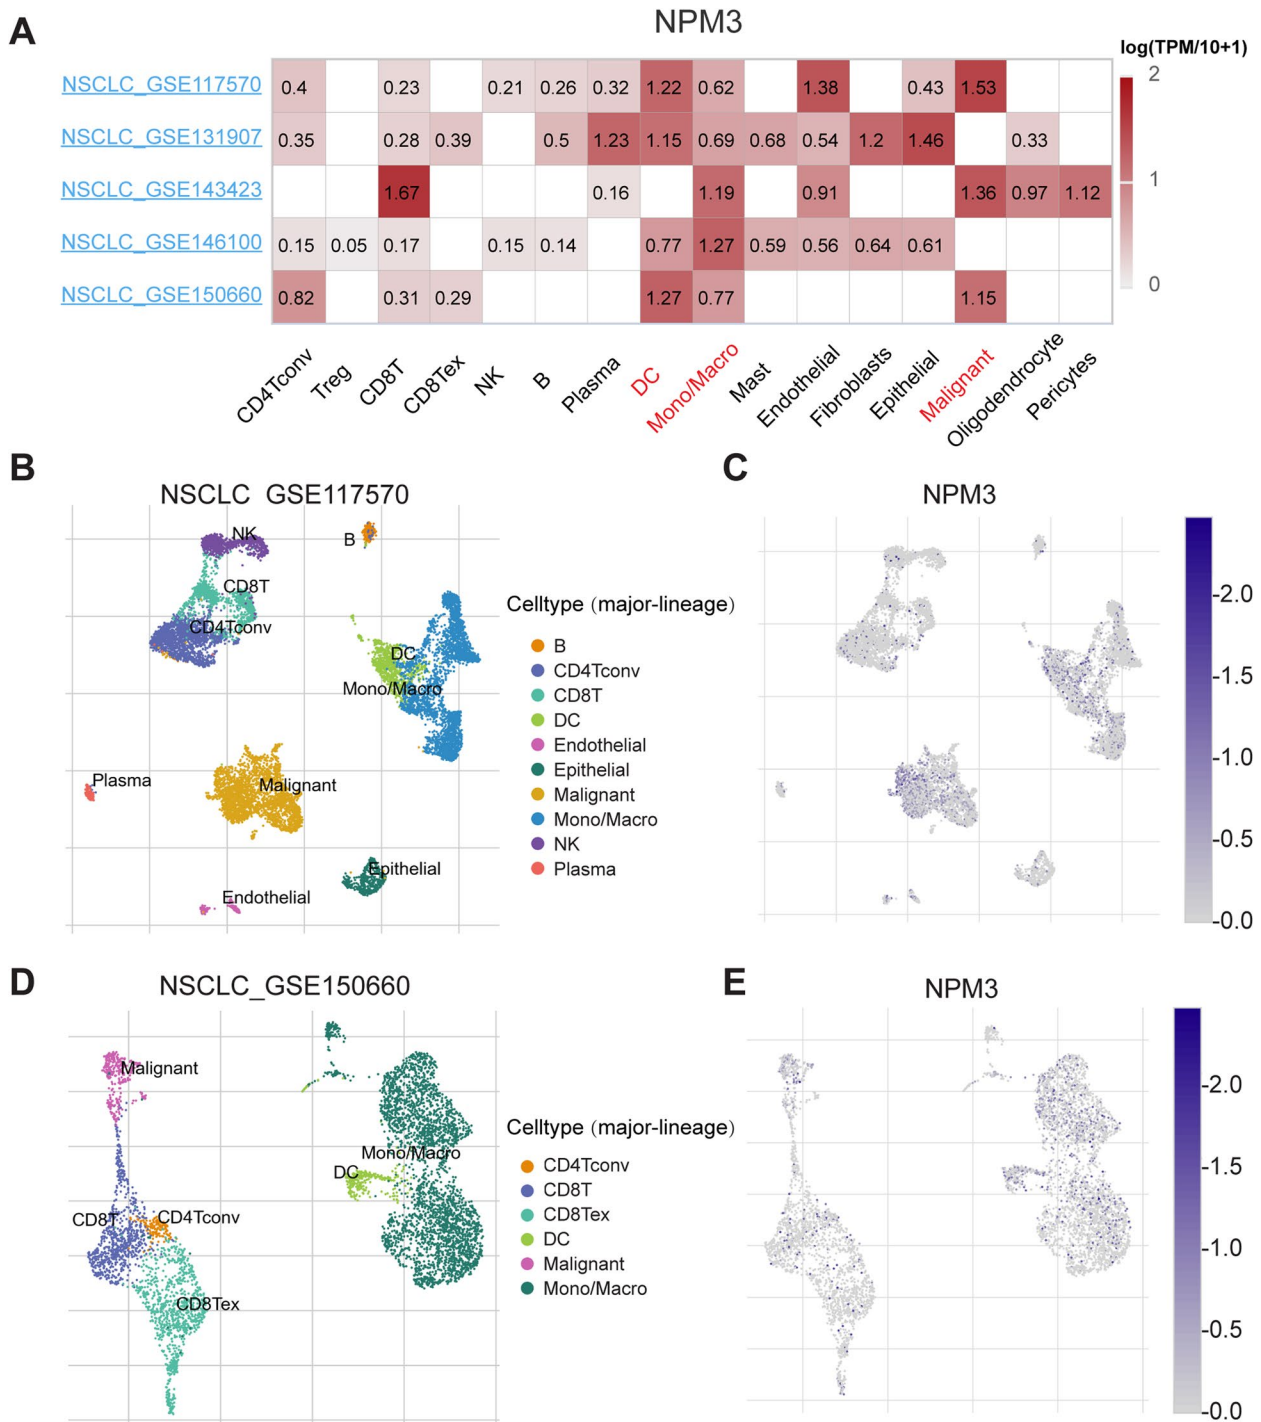 A
NPM3
log(TPM/10+1)
NSCLC_GSE117570 0.4 0.23 0.21 0.26 0.32 1.22 0.62 1.38 0.43 1.53
NSCLC_GSE131907 0.35 0.28 0.39 0.5 1.23 1.15 0.69 0.68 0.54 1.2 1.46 0.33
NSCLC_GSE143423 1.67 0.16 1.19 0.91 1.36 0.97 1.12
NSCLC_GSE146100 0.15 0.05 0.17 0.15 0.14 0.77 1.27 0.59 0.56 0.64 0.61
NSCLC_GSE150660 0.82 0.31 0.29 1.27 0.77 1.15
2
1
0
CD4Tconv
Treg
CD8T
CD8Tex
NK
B
Plasma
DC
Mono/Macro
Mast
Endothelial
Fibroblasts
Epithelial
Malignant
Oligodendrocyte
Pericytes
B
NSCLC GSE117570
NK
B
CD8T
CD4Tconv
DC
Mono/Macro
Plasma
Malignant
Epithelial
Endothelial
Celltype (major-lineage)
B
CD4Tconv
CD8T
DC
Endothelial
Epithelial
Malignant
Mono/Macro
NK
Plasma
C
NPM3
-2.0
-1.5
-1.0
-0.5
-0.0
D
NSCLC_GSE150660
Malignant
Mono/Macro
DC
CD8T
CD4Tconv
CD8Tex
Celltype (major-lineage)
CD4Tconv
CD8T
CD8Tex
DC
Malignant
Mono/Macro
E
NPM3
-2.0
-1.5
-1.0
-0.5
-0.0